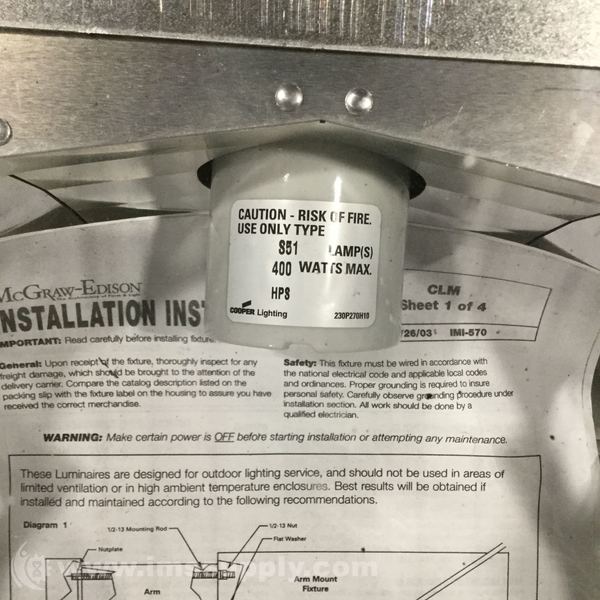 CAUTION - RISK OF FIRE.
USE ONLY TYPE
S51 LAMP(S)
400 WATTS MAX.
HPS
COOPER Lighting 230P270H10
McGRAW-EDISON
INSTALLATION INS
CLM
Sheet 1 of 4
/26/03 IMI-570
IMPORTANT: Read carefully before installing fixture.
General: Upon receipt of the fixture, thoroughly inspect for any
freight damage, which should be brought to the attention of the
delivery carrier. Compare the catalog description listed on the
packing slip with the fixture label on the housing to assure you have
received the correct merchandise.
Safety: This fixture must be wired in accordance with
the national electrical code and applicable local codes
and ordinances. Proper grounding is required to insure
personal safety. Carefully observe grounding procedure under
installation section. All work should be done by a
qualified electrician.
WARNING: Make certain power is OFF before starting installation or attempting any maintenance.
These Luminaires are designed for outdoor lighting service, and should not be used in areas of
limited ventilation or in high ambient temperature enclosures. Best results will be obtained if
installed and maintained according to the following recommendations.
Diagram 1
1/2-13 Mounting Rod
1/2-13 Nut
Flat Washer
Nutplate
Arm
Arm Mount
Fixture
www.imssupply.com